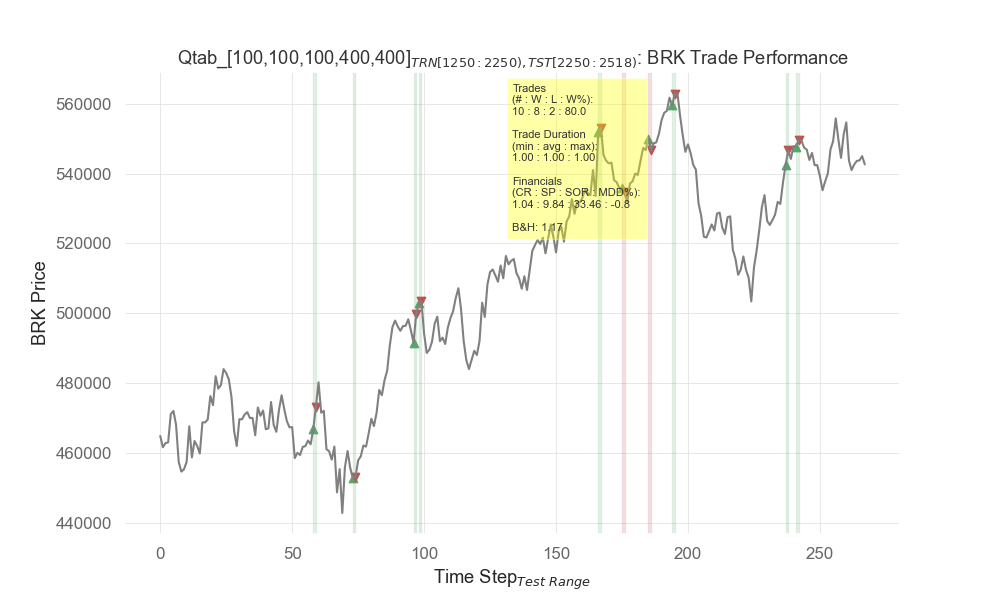 Qtab_[100,100,100,400,400]TRN[1250:2250),TST[2250:2518): BRK Trade Performance
Trades
(# : W : L : W%):
10 : 8 : 2 : 80.0
Trade Duration
(min : avg : max):
1.00 : 1.00 : 1.00
Financials
(CR : SP : SOR : MDD%):
1.04 : 9.84 : 33.46 : -0.8
B&H: 1.17
BRK Price
560000
540000
520000
500000
480000
460000
440000
0 50 100 150 200 250
Time StepTest Range